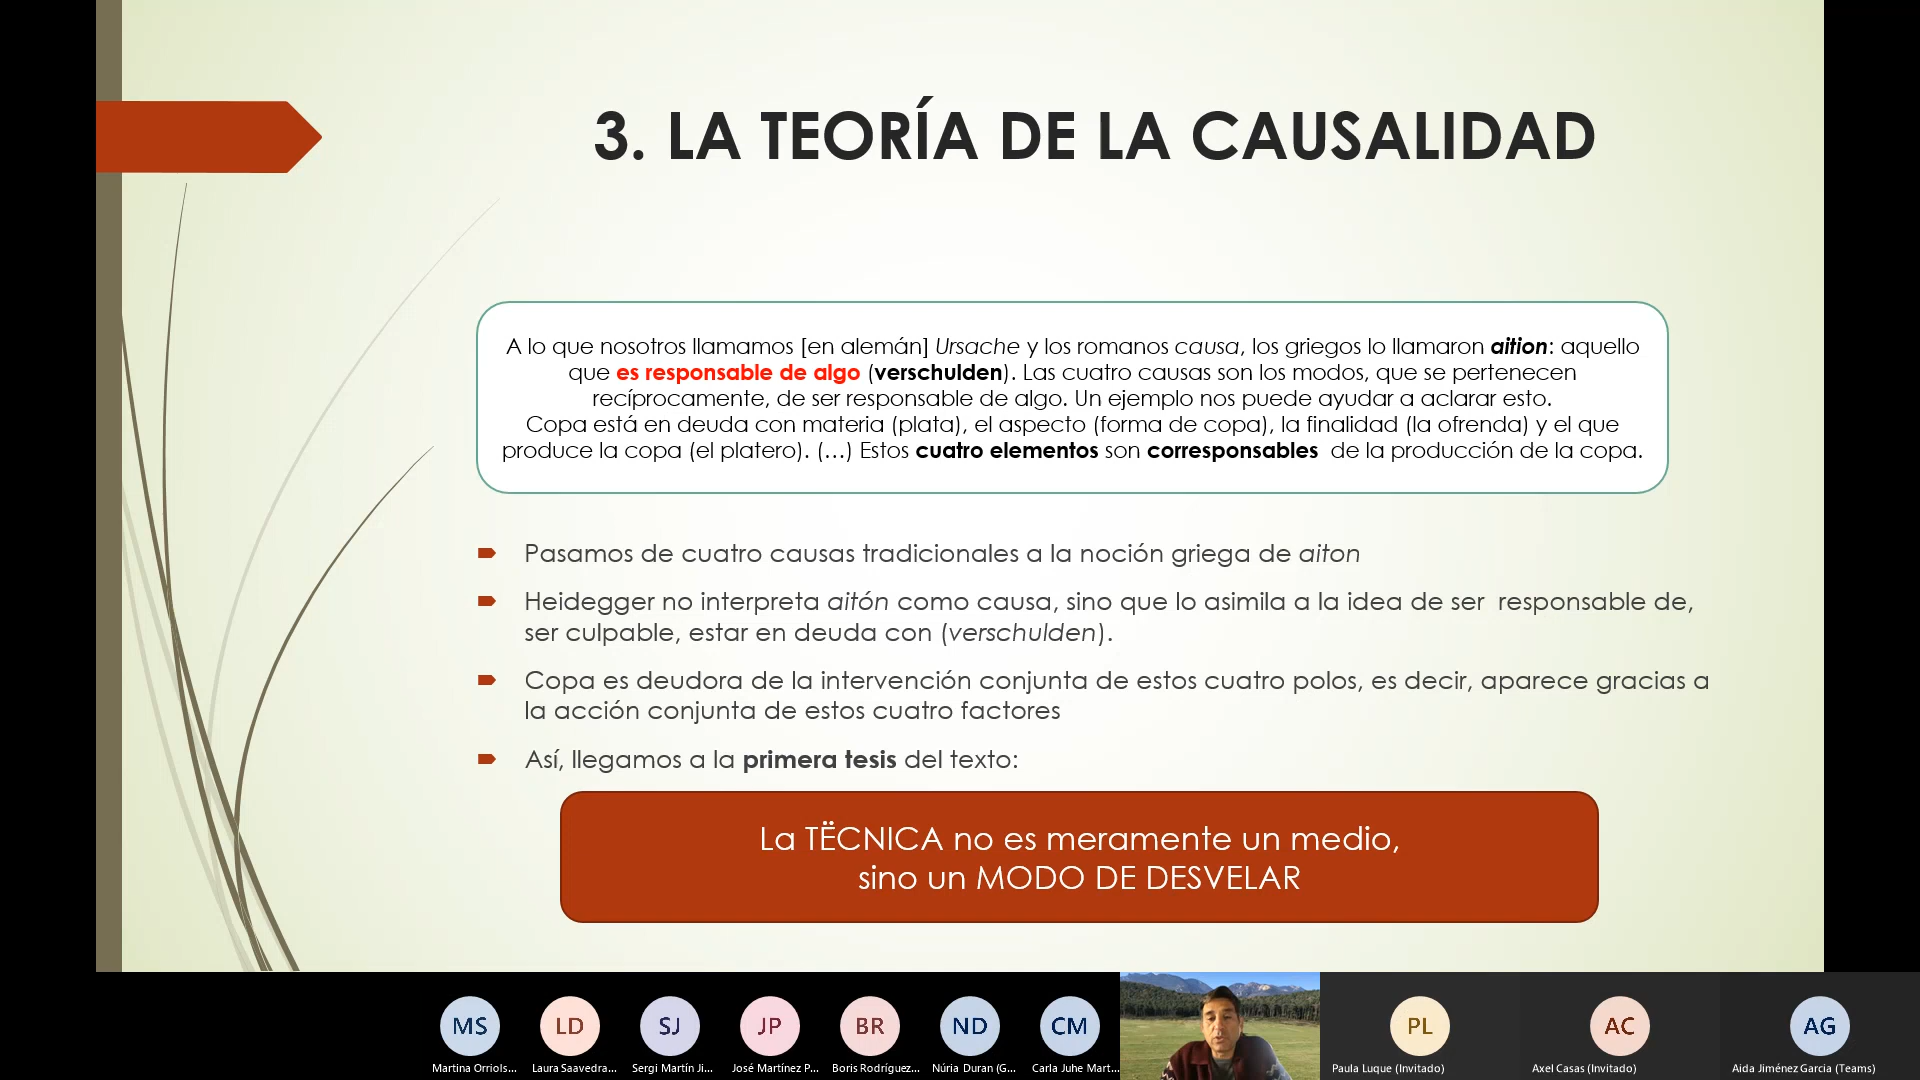 3. LA TEORÍA DE LA CAUSALIDAD
A lo que nosotros llamamos [en alemán] Ursache y los romanos causa, los griegos lo llamaron aition: aquello
que es responsable de algo (verschulden). Las cuatro causas son los modos, que se pertenecen
recíprocamente, de ser responsable de algo. Un ejemplo nos puede ayudar a aclarar esto.
Copa está en deuda con materia (plata), el aspecto (forma de copa), la finalidad (la ofrenda) y el que
produce la copa (el platero). (…) Estos cuatro elementos son corresponsables de la producción de la copa.
Pasamos de cuatro causas tradicionales a la noción griega de aiton
Heidegger no interpreta aitón como causa, sino que lo asimila a la idea de ser responsable de,
ser culpable, estar en deuda con (verschulden).
Copa es deudora de la intervención conjunta de estos cuatro polos, es decir, aparece gracias a
la acción conjunta de estos cuatro factores
Así, llegamos a la primera tesis del texto:
La TËCNICA no es meramente un medio,
sino un MODO DE DESVELAR
MS LD SJ JP BR ND CM PL AC AG
Martina Orriols... Laura Saavedra... Sergi Martín Ji... José Martínez P... Boris Rodríguez... Núria Duran (G... Carla Juhe Mart... Paula Luque (Invitado) Axel Casas (Invitado) Aida Jiménez Garcia (Teams)